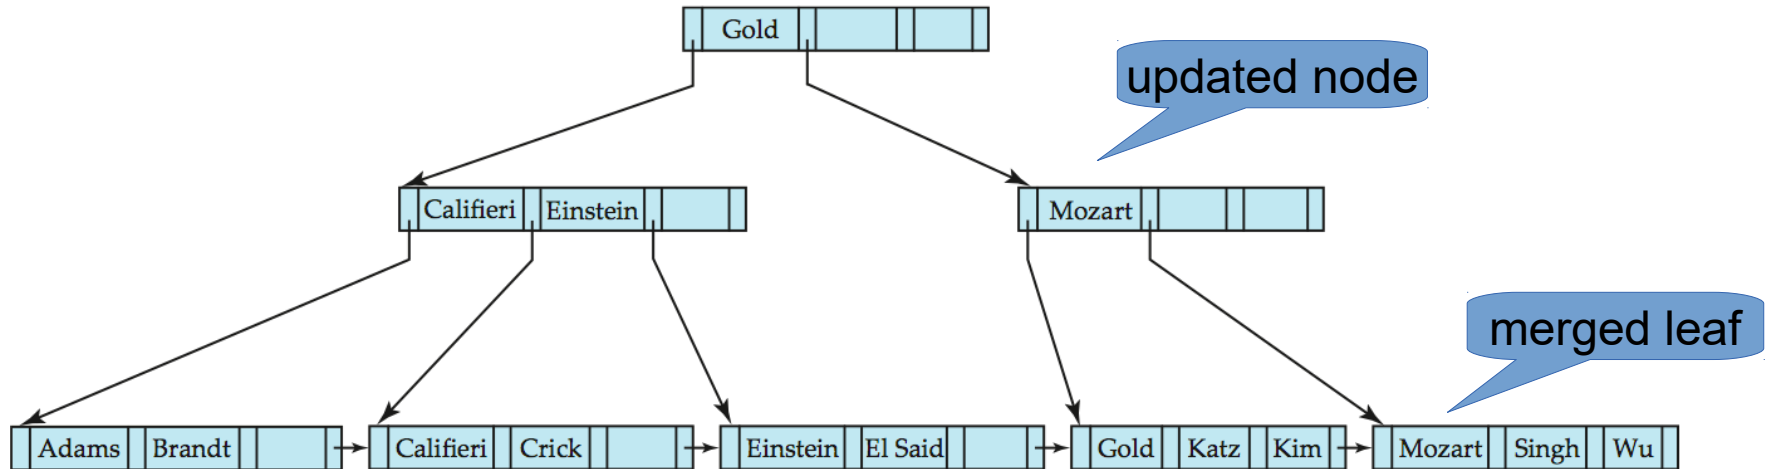 Gold
updated node
Califieri Einstein
Mozart
merged leaf
Adams Brandt
Califieri Crick
Einstein El Said
Gold Katz Kim
Mozart Singh Wu